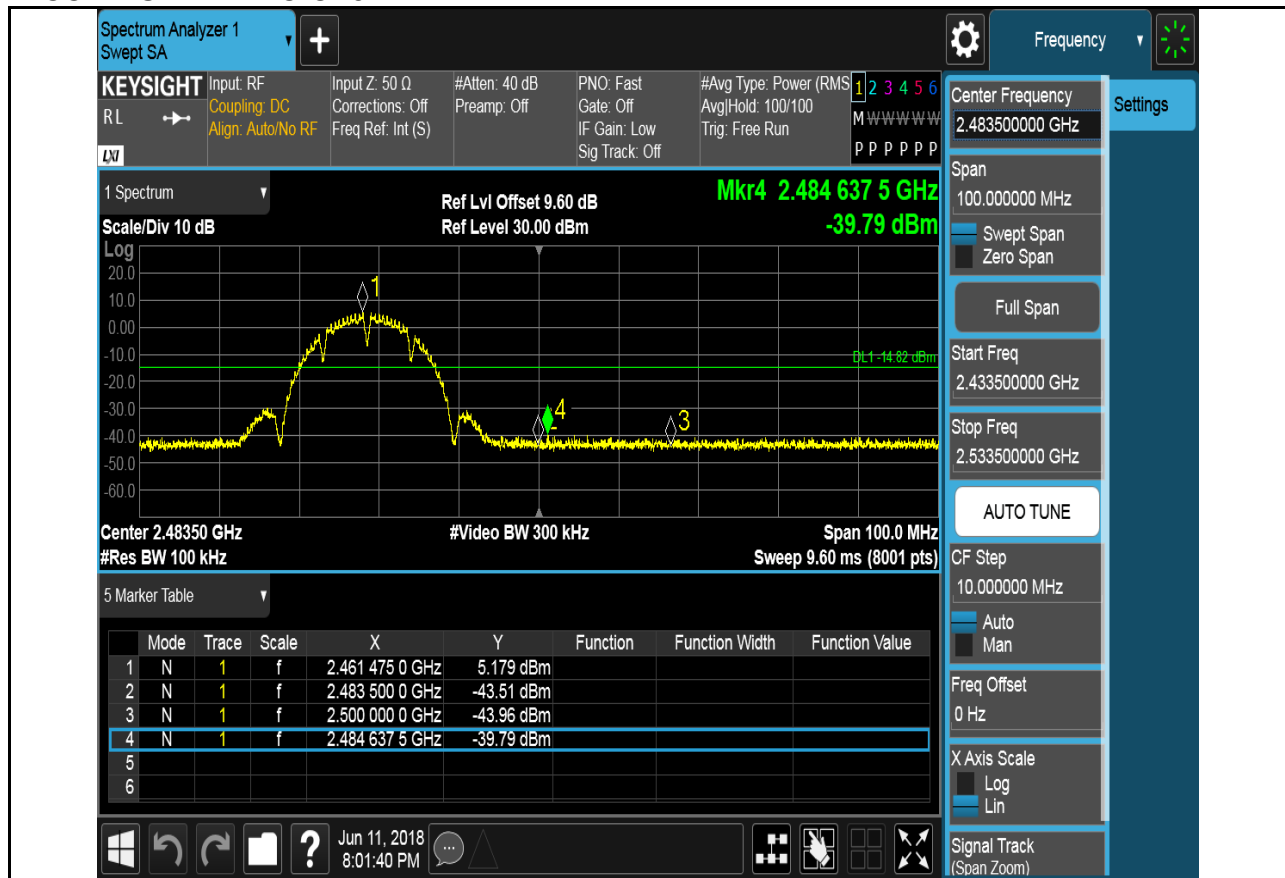 Spectrum Analyzer 1
Swept SA
+
Frequency
KEYSIGHT
RL
LXI
Input: RF
Coupling: DC
Align: Auto/No RF
Input Z: 50 Ω
Corrections: Off
Freq Ref: Int (S)
#Atten: 40 dB
Preamp: Off
PNO: Fast
Gate: Off
IF Gain: Low
Sig Track: Off
#Avg Type: Power (RMS
Avg|Hold: 100/100
Trig: Free Run
1 2 3 4 5 6
M W W W W W
P P P P P P
1 Spectrum
Scale/Div 10 dB
Ref Lvl Offset 9.60 dB
Ref Level 30.00 dBm
Mkr4 2.484 637 5 GHz
-39.79 dBm
Log
20.0
10.0
0.00
-10.0
-20.0
-30.0
-40.0
-50.0
-60.0
1
DL1 -14.82 dBm
4
3
Center 2.48350 GHz
#Video BW 300 kHz
Span 100.0 MHz
#Res BW 100 kHz
Sweep 9.60 ms (8001 pts)
5 Marker Table
Mode Trace Scale X Y Function Function Width Function Value
1 N 1 f 2.461 475 0 GHz 5.179 dBm
2 N 1 f 2.483 500 0 GHz -43.51 dBm
3 N 1 f 2.500 000 0 GHz -43.96 dBm
4 N 1 f 2.484 637 5 GHz -39.79 dBm
5
6
?
Jun 11, 2018
8:01:40 PM
Center Frequency
2.483500000 GHz
Settings
Span
100.000000 MHz
Swept Span
Zero Span
Full Span
Start Freq
2.433500000 GHz
Stop Freq
2.533500000 GHz
AUTO TUNE
CF Step
10.000000 MHz
Auto
Man
Freq Offset
0 Hz
X Axis Scale
Log
Lin
Signal Track
(Span Zoom)